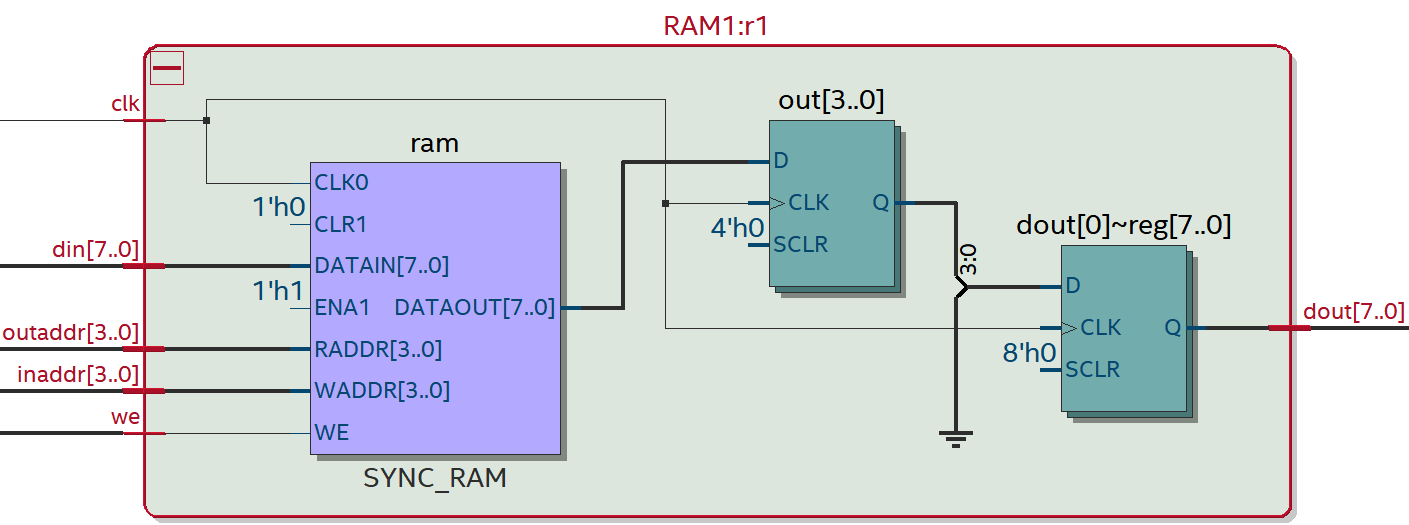 RAM1:r1
clk
out[3..0]
ram
CLK0
1'h0
CLR1
din[7..0]
DATAIN[7..0]
1'h1
ENA1
DATAOUT[7..0]
outaddr[3..0]
RADDR[3..0]
inaddr[3..0]
WADDR[3..0]
we
WE
SYNC_RAM
D
CLK
Q
4'h0
SCLR
3:0
dout[0]~reg[7..0]
D
CLK
Q
8'h0
SCLR
dout[7..0]